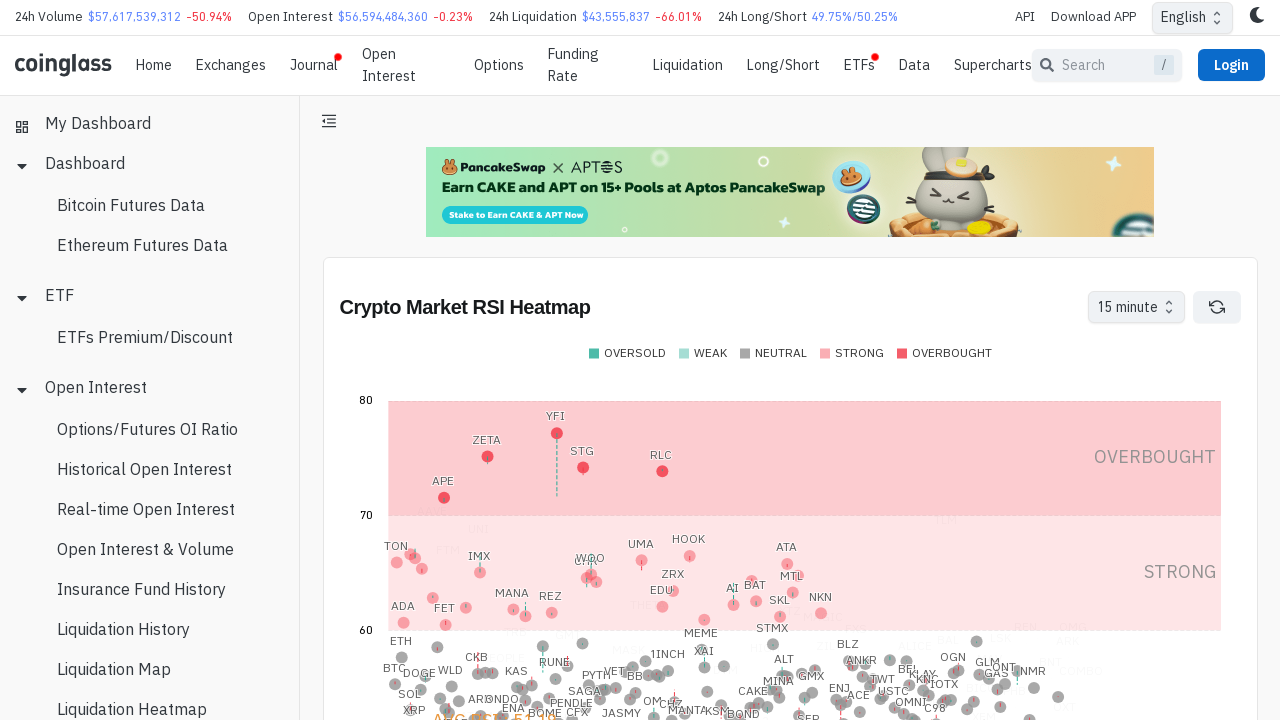 24h Volume $57,617,539,312 -50.94% Open Interest $56,594,484,360 -0.23% 24h Liquidation $43,555,837 -66.01% 24h Long/Short 49.75%/50.25% API Download APP English
coinglass Home Exchanges Journal Open Interest Options Funding Rate Liquidation Long/Short ETFs Data Supercharts Search / Login
My Dashboard
Dashboard
Bitcoin Futures Data
Ethereum Futures Data
ETF
ETFs Premium/Discount
Open Interest
Options/Futures OI Ratio
Historical Open Interest
Real-time Open Interest
Open Interest & Volume
Insurance Fund History
Liquidation History
Liquidation Map
Liquidation Heatmap
PancakeSwap × APTOS
Earn CAKE and APT on 15+ Pools at Aptos PancakeSwap
Stake to Earn CAKE & APT Now
Crypto Market RSI Heatmap
15 minute
OVERSOLD WEAK NEUTRAL STRONG OVERBOUGHT
80
YFI
ZETA
STG
RLC
OVERBOUGHT
APE
70
TON
IMX
WOO
UMA
HOOK
ATA
STRONG
ZRX
MTL
MANA
REZ
EDU
AI
BAT
ADA
FET
SKL
NKN
60
MEME
STMX
ETH
BLZ
CKB
RUNE
1INCH
XAI
ALT
ANKR
OGN
GLM
BTC
DOGE
WLD
KAS
PYTH
VET
GMX
TWT
BEL
GAS
ONT
NMR
SOL
ONDO
SAGA
CAKE
MINA
ENJ
USTC
KNC
IOTX
XRP
ENA
PENDLE
ACE
OMNI
BOME
CFX
JASMY
OM
CHZ
MANTA
KSM
BOND
C98